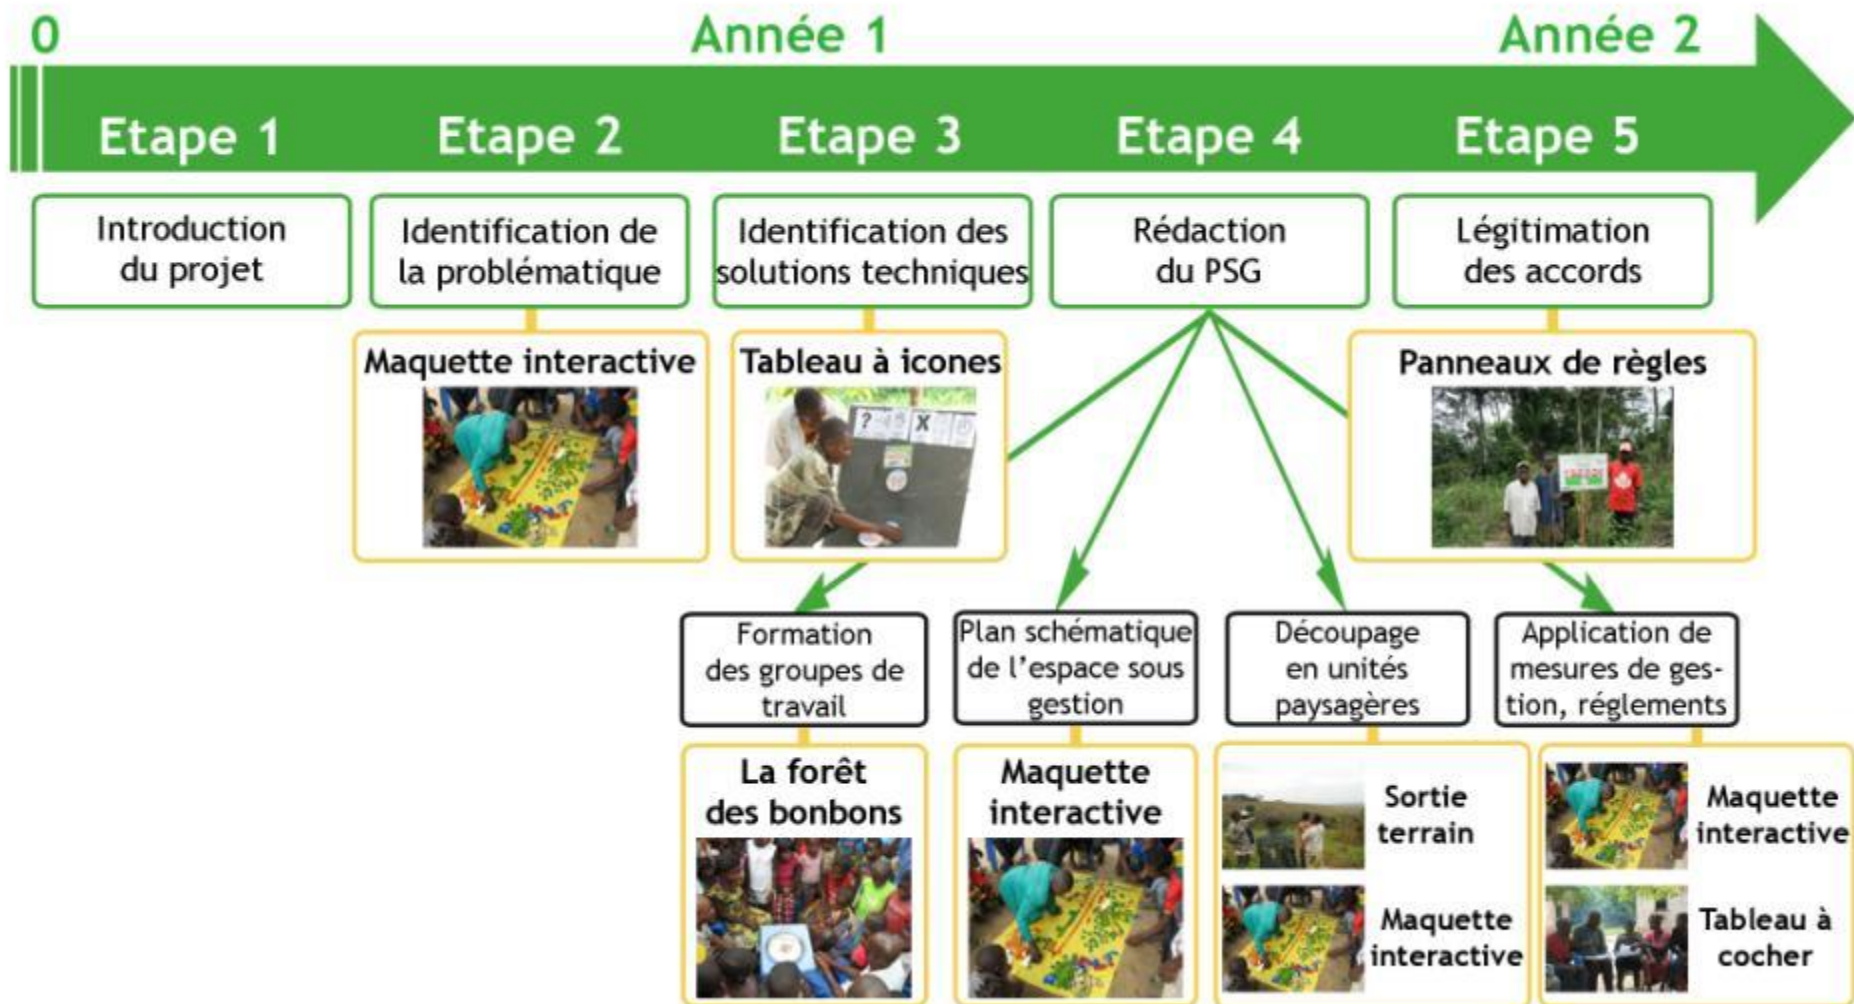 0
Année 1
Année 2
Etape 1
Etape 2
Etape 3
Etape 4
Etape 5
Introduction
du projet
Identification de
la problématique
Identification des
solutions techniques
Rédaction
du PSG
Légitimation
des accords
Maquette interactive
Tableau à icones
? X
Panneaux de règles
Formation
des groupes de
travail
Plan schématique
de l'espace sous
gestion
Découpage
en unités
paysagères
Application de
mesures de ges-
tion, réglements
La forêt
des bonbons
Maquette
interactive
Sortie
terrain
Maquette
interactive
Maquette
interactive
Tableau à
cocher